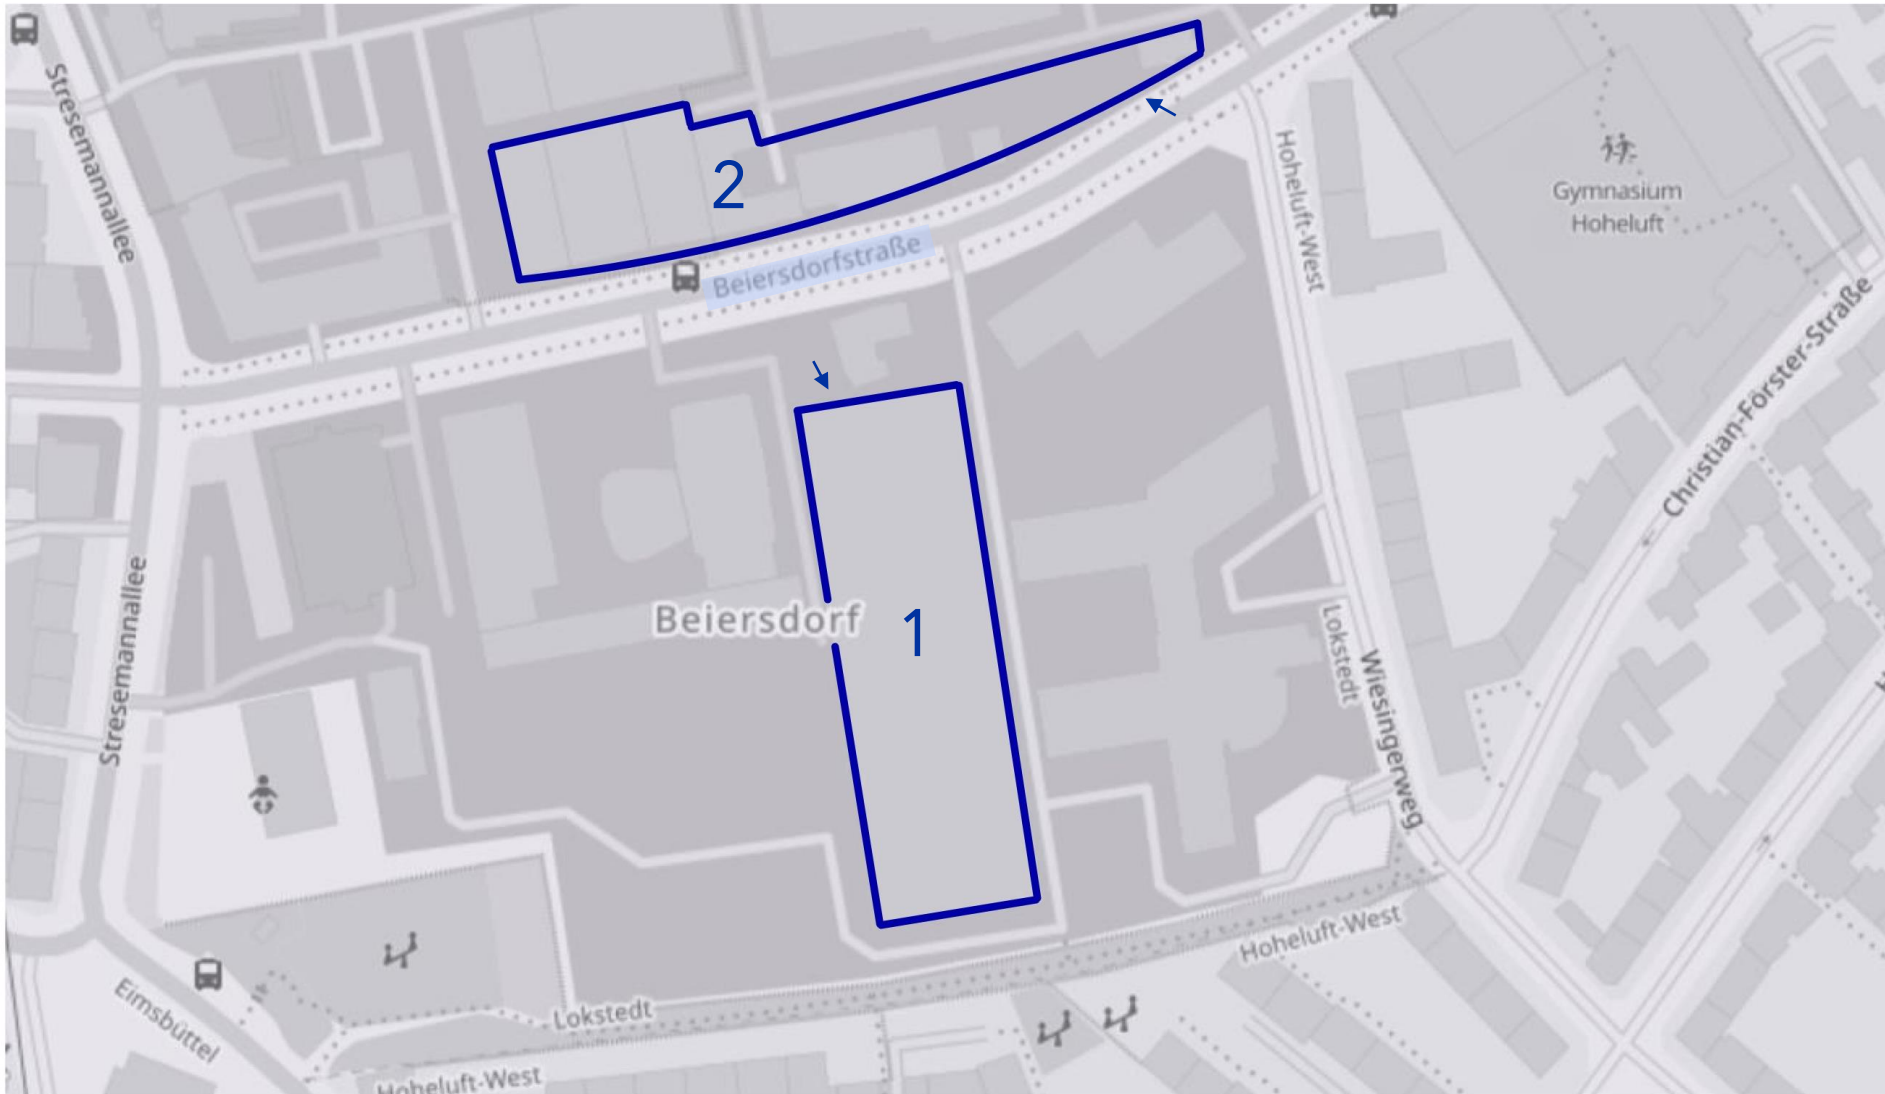 Stresemannallee
2
Beiersdorfstraße
Hoheluft-West
Gymnasium
Hoheluft
Christian-Förster-Straße
Beiersdorf
1
Stresemannallee
Lokstedt
Wiesingerweg
Hoheluft-West
Eimsbüttel
Lokstedt
Hoheluft-West